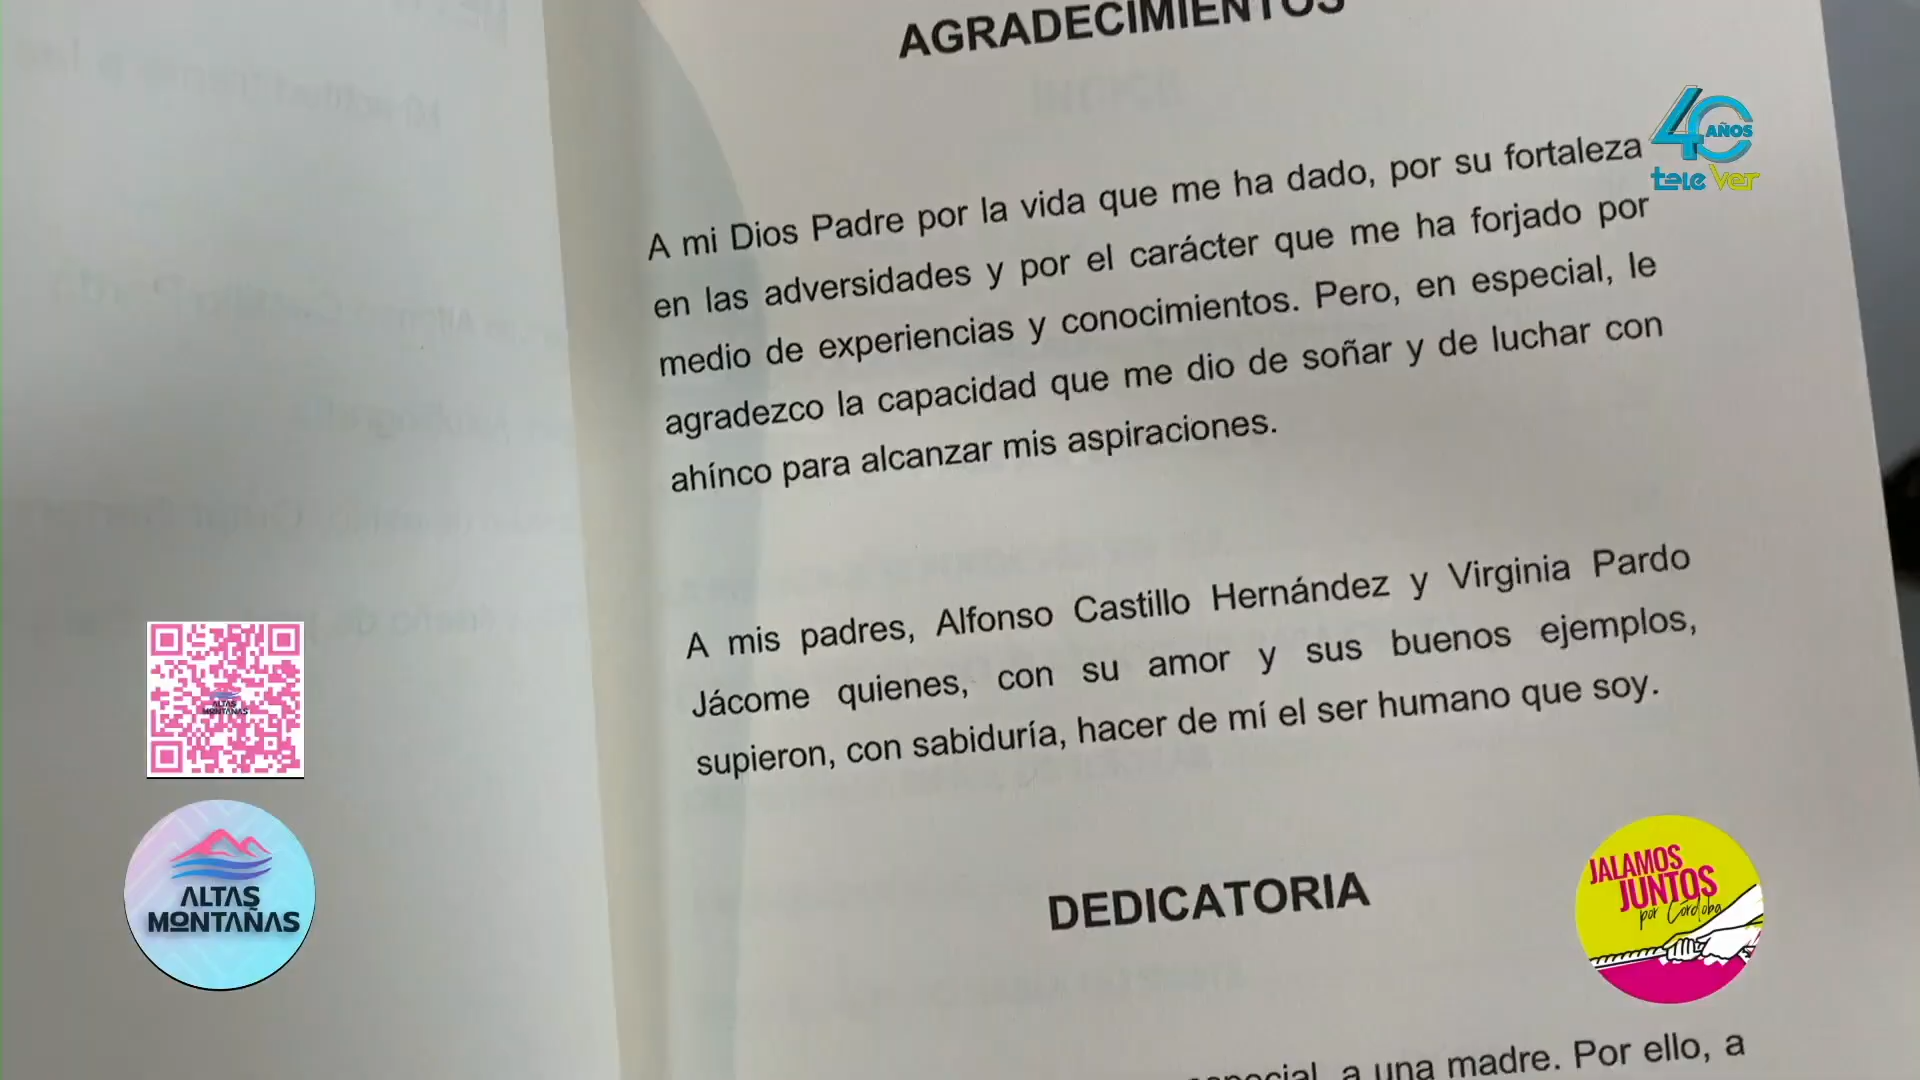 AGRADECIMIENTOS
40 AÑOS
tele Ver
A mi Dios Padre por la vida que me ha dado, por su fortaleza
en las adversidades y por el carácter que me ha forjado por
medio de experiencias y conocimientos. Pero, en especial, le
agradezco la capacidad que me dio de soñar y de luchar con
ahínco para alcanzar mis aspiraciones.
A mis padres, Alfonso Castillo Hernández y Virginia Pardo
Jácome quienes, con su amor y sus buenos ejemplos,
supieron, con sabiduría, hacer de mí el ser humano que soy.
ALTAS
MONTAÑAS
ALTAS
MONTAÑAS
DEDICATORIA
JALAMOS
JUNTOS
por Córdoba
especial, a una madre. Por ello, a